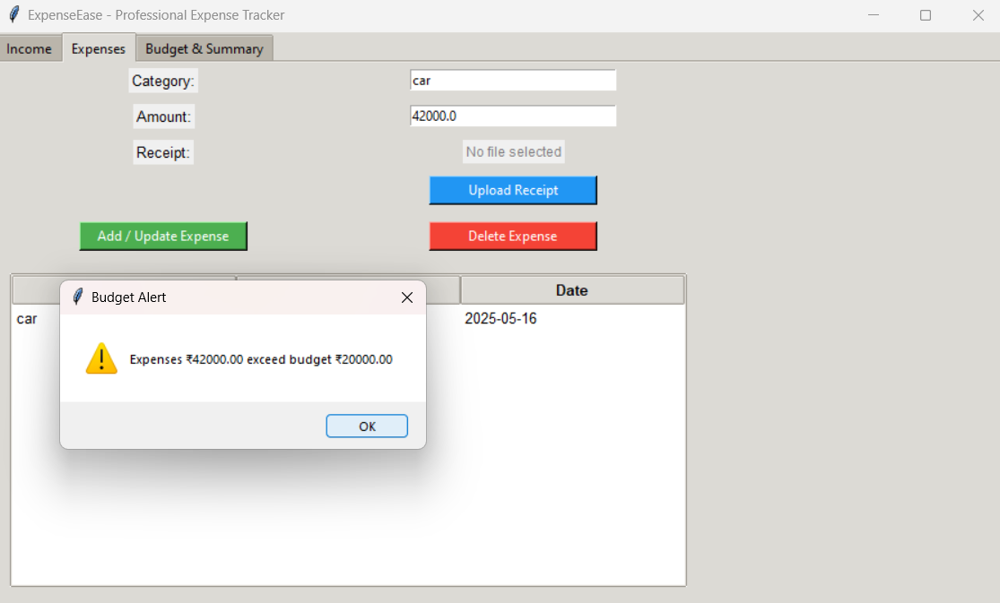 ExpenseEase - Professional Expense Tracker
Income Expenses Budget & Summary
Category: car
Amount: 42000.0
Receipt: No file selected
Upload Receipt
Add / Update Expense Delete Expense
Date
car 2025-05-16
Budget Alert
Expenses ₹42000.00 exceed budget ₹20000.00
OK